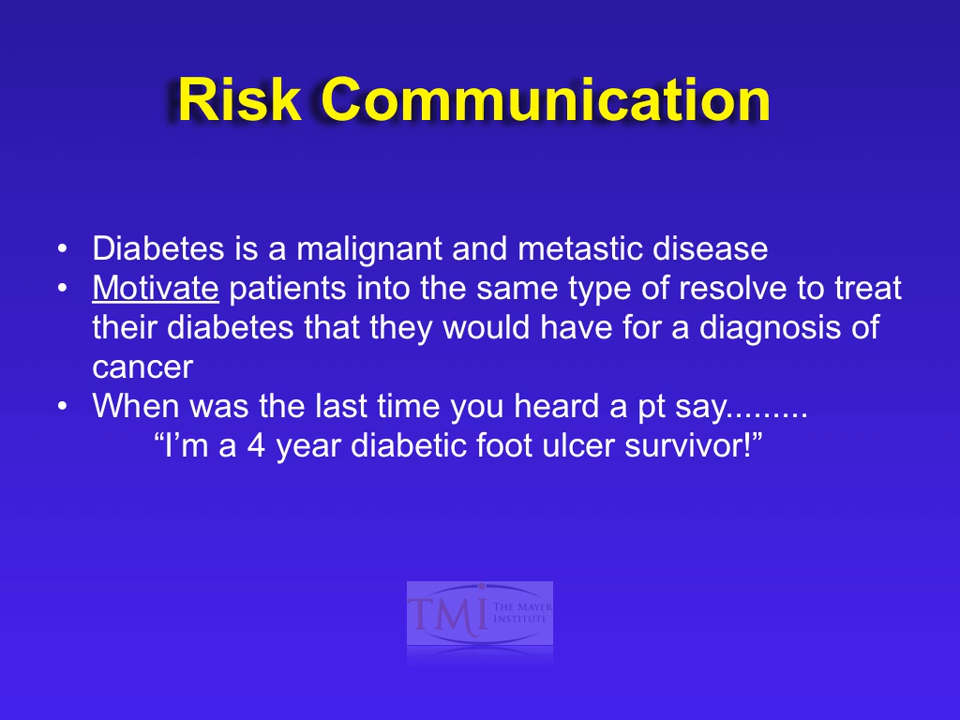 Risk Communication
• Diabetes is a malignant and metastic disease
• Motivate patients into the same type of resolve to treat
their diabetes that they would have for a diagnosis of
cancer
• When was the last time you heard a pt say.........
“I’m a 4 year diabetic foot ulcer survivor!”
TMI THE MAYER
INSTITUTE